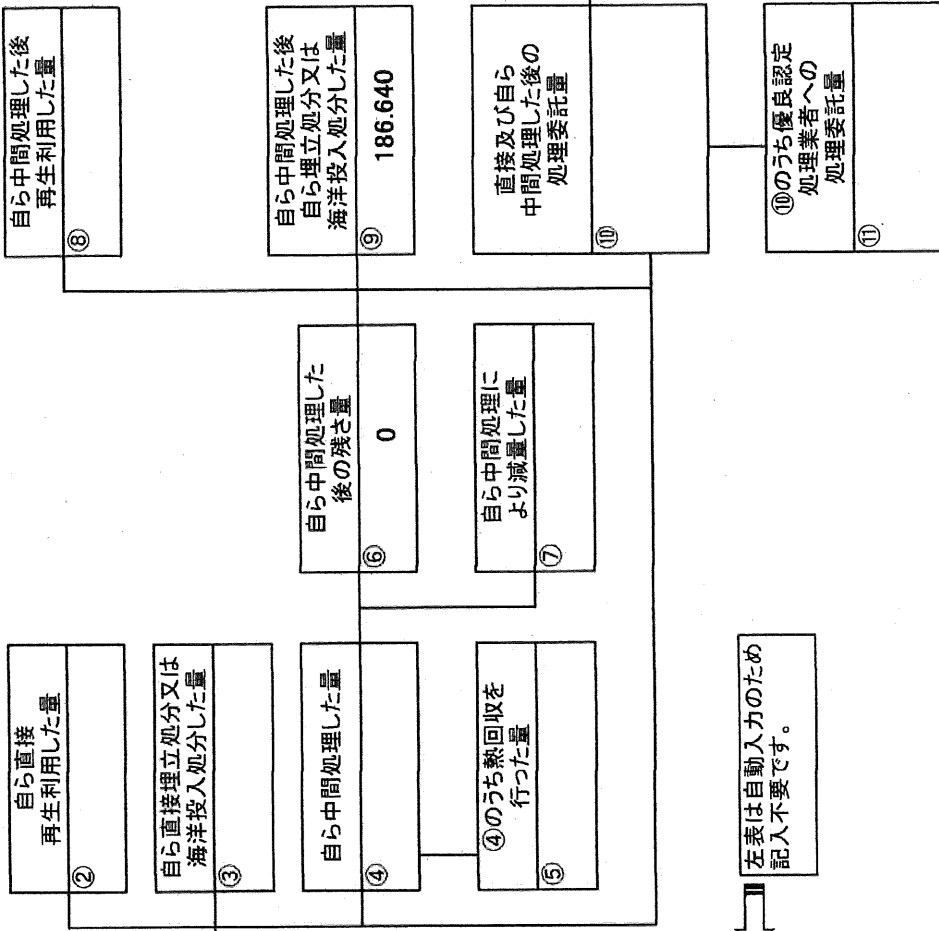 自ら直接
再生利用した量
②
自ら直接埋立処分又は
海洋投入処分した量
③
自ら中間処理した量
④
④のうち熱回収を
行った量
⑤
自ら中間処理した
後の残さ量
⑥
0
自ら中間処理に
より減量した量
⑦
自ら中間処理した後
再生利用した量
⑧
自ら中間処理した後
自ら埋立処分又は
海洋投入処分した量
⑨
186.640
直接及び自ら
中間処理した後の
処理委託量
⑩
⑩のうち優良認定
処理業者への
処理委託量
⑪
左表は自動入力のため
記入不要です。